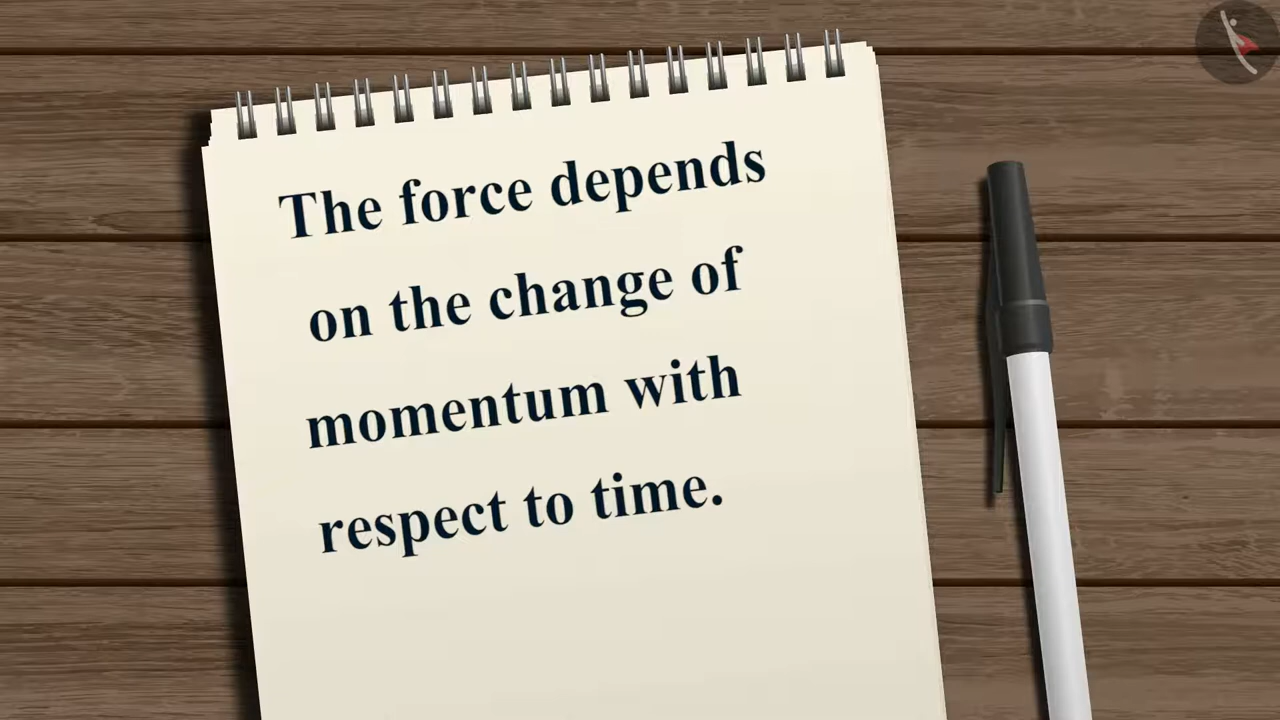 The force depends
on the change of
momentum with
respect to time.